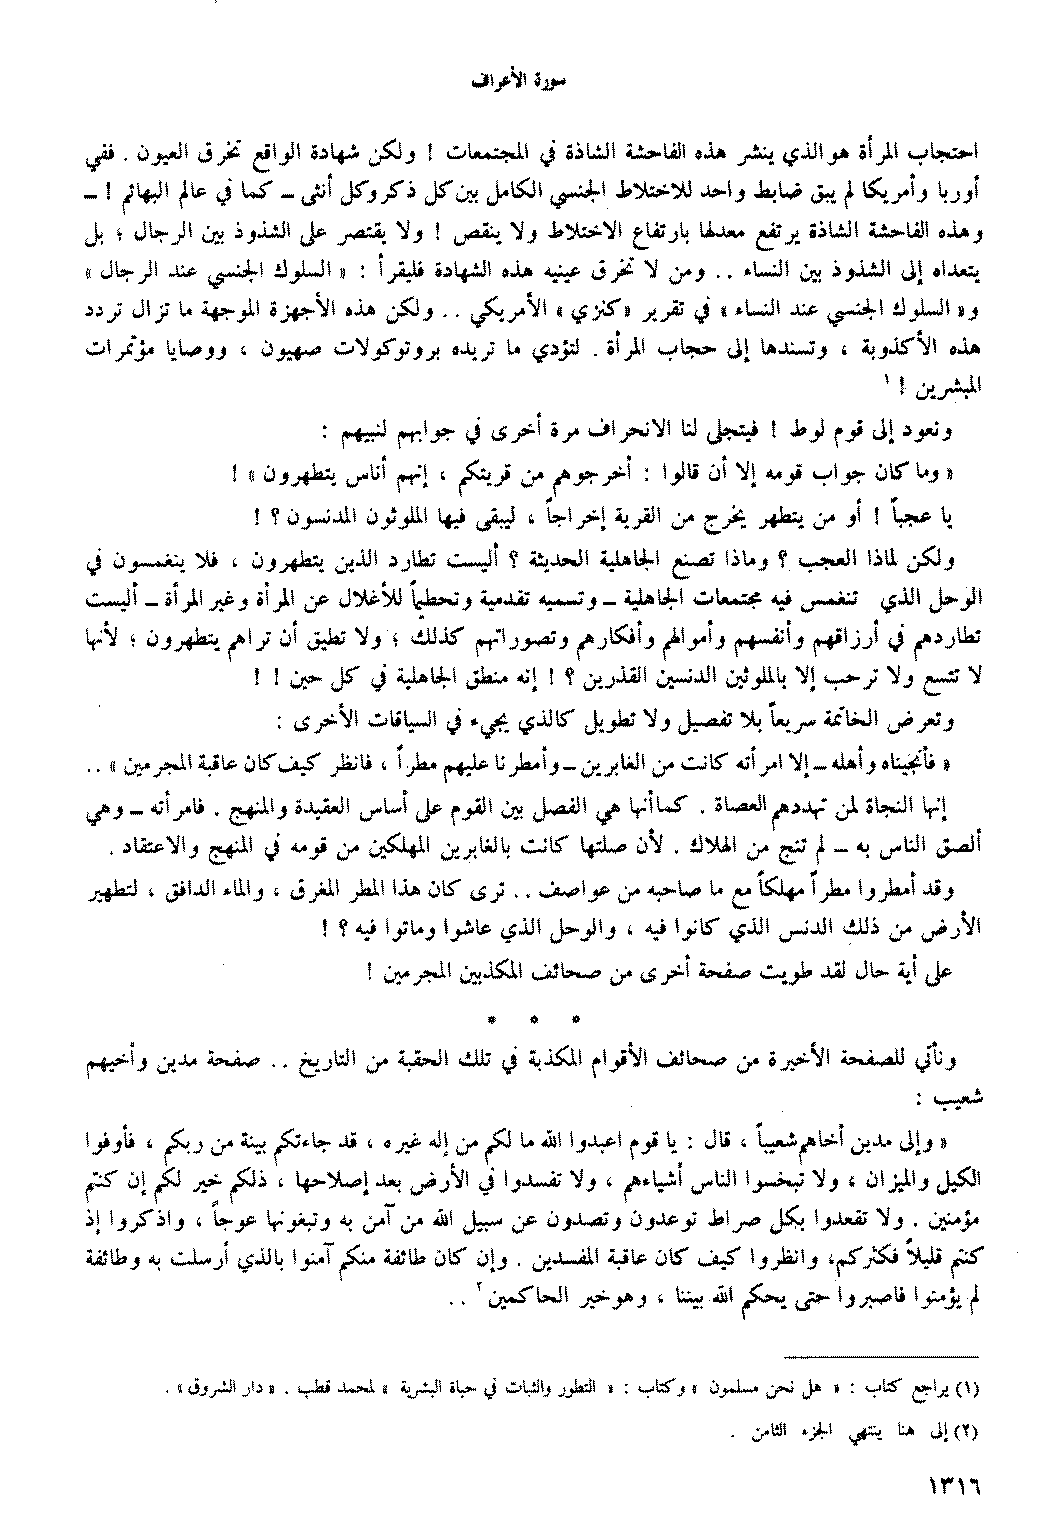 سورة الأعراف
احتجاب المرأة هو الذي ينشر هذه الفاحشة الشاذة في المجتمعات ! ولكن شهادة الواقع تخرق العيون . ففي
أوربا وأمريكا لم يبق ضابط واحد للاختلاط الجنسي الكامل بين كل ذكر وكل أنثى – كما في عالم البهائم ! –
وهذه الفاحشة الشاذة يرتفع معدلها بارتفاع الاختلاط ولا ينقص ! ولا يقتصر على الشذوذ بين الرجال ؛ بل
يتعداه إلى الشذوذ بين النساء .. ومن لا تخرق عينيه هذه الشهادة فليقرأ : « السلوك الجنسي عند الرجال »
و« السلوك الجنسي عند النساء » في تقرير «كنزي » الأمريكي .. ولكن هذه الأجهزة الموجهة ما تزال تردد
هذه الأكذوبة ، وتسندها إلى حجاب المرأة . لتؤدي ما تريده بروتوكولات صهيون ، ووصايا مؤتمرات
المبشرين ! ١
ونعود إلى قوم لوط ! فيتجلى لنا الانحراف مرة أخرى في جوابهم لنبيهم :
« وما كان جواب قومه إلا أن قالوا : أخرجوهم من قريتكم ، إنهم أناس يتطهرون » !
يا عجباً ! أو من يتطهر يخرج من القرية إخراجاً ، ليبقى فيها الملوثون المدنسون ؟ !
ولكن لماذا العجب ؟ وماذا تصنع الجاهلية الحديثة ؟ أليست تطارد الذين يتطهرون ، فلا ينغمسون في
الوحل الذي تنغمس فيه مجتمعات الجاهلية – وتسميه تقدمية وتحطيماً للأغلال عن المرأة وغير المرأة – أليست
تطاردهم في أرزاقهم وأنفسهم وأموالهم وأفكارهم وتصوراتهم كذلك ؛ ولا تطيق أن تراهم يتطهرون ؛ لأنها
لا تتسع ولا ترحب إلا بالملوثين الدنسين القذرين ؟ ! إنه منطق الجاهلية في كل حين ! !
وتعرض الخاتمة سريعاً بلا تفصيل ولا تطويل كالذي يجيء في السياقات الأخرى :
« فأنجيناه وأهله – إلا امرأته كانت من الغابرين – وأمطرنا عليهم مطراً ، فانظر كيف كان عاقبة المجرمين » ..
إنها النجاة لمن تهددهم العصاة . كما أنها هي الفصل بين القوم على أساس العقيدة والمنهج . فامرأته – وهي
ألصق الناس به – لم تنج من الهلاك . لأن صلتها كانت بالغابرين المهلكين من قومه في المنهج والاعتقاد .
وقد أمطروا مطراً مهلكاً مع ما صاحبه من عواصف .. ترى كان هذا المطر المغرق ، والماء الدافق ، لتطهير
الأرض من ذلك الدنس الذي كانوا فيه ، والوحل الذي عاشوا وماتوا فيه ؟ !
على أية حال لقد طويت صفحة أخرى من صحائف المكذبين المجرمين !
* * *
ونأتي للصفحة الأخيرة من صحائف الأقوام المكذبة في تلك الحقبة من التاريخ .. صفحة مدين وأخيهم
شعيب :
« وإلى مدين أخاهم شعيباً ، قال : يا قوم اعبدوا الله ما لكم من إله غيره ، قد جاءتكم بينة من ربكم ، فأوفوا
الكيل والميزان ، ولا تبخسوا الناس أشياءهم ، ولا تفسدوا في الأرض بعد إصلاحها ، ذلكم خير لكم إن كنتم
مؤمنين . ولا تقعدوا بكل صراط توعدون وتصدون عن سبيل الله من آمن به وتبغونها عوجاً ، واذكروا إذ
كنتم قليلاً فكثركم، وانظروا كيف كان عاقبة المفسدين . وإن كان طائفة منكم آمنوا بالذي أرسلت به وطائفة
لم يؤمنوا فاصبروا حتى يحكم الله بيننا ، وهو خير الحاكمين ٢ ..
(١) يراجع كتاب : « هل نحن مسلمون » وكتاب : « التطور والثبات في حياة البشرية » لمحمد قطب . « دار الشروق » .
(٢) إلى هنا ينتهي الجزء الثامن .
١٣١٦